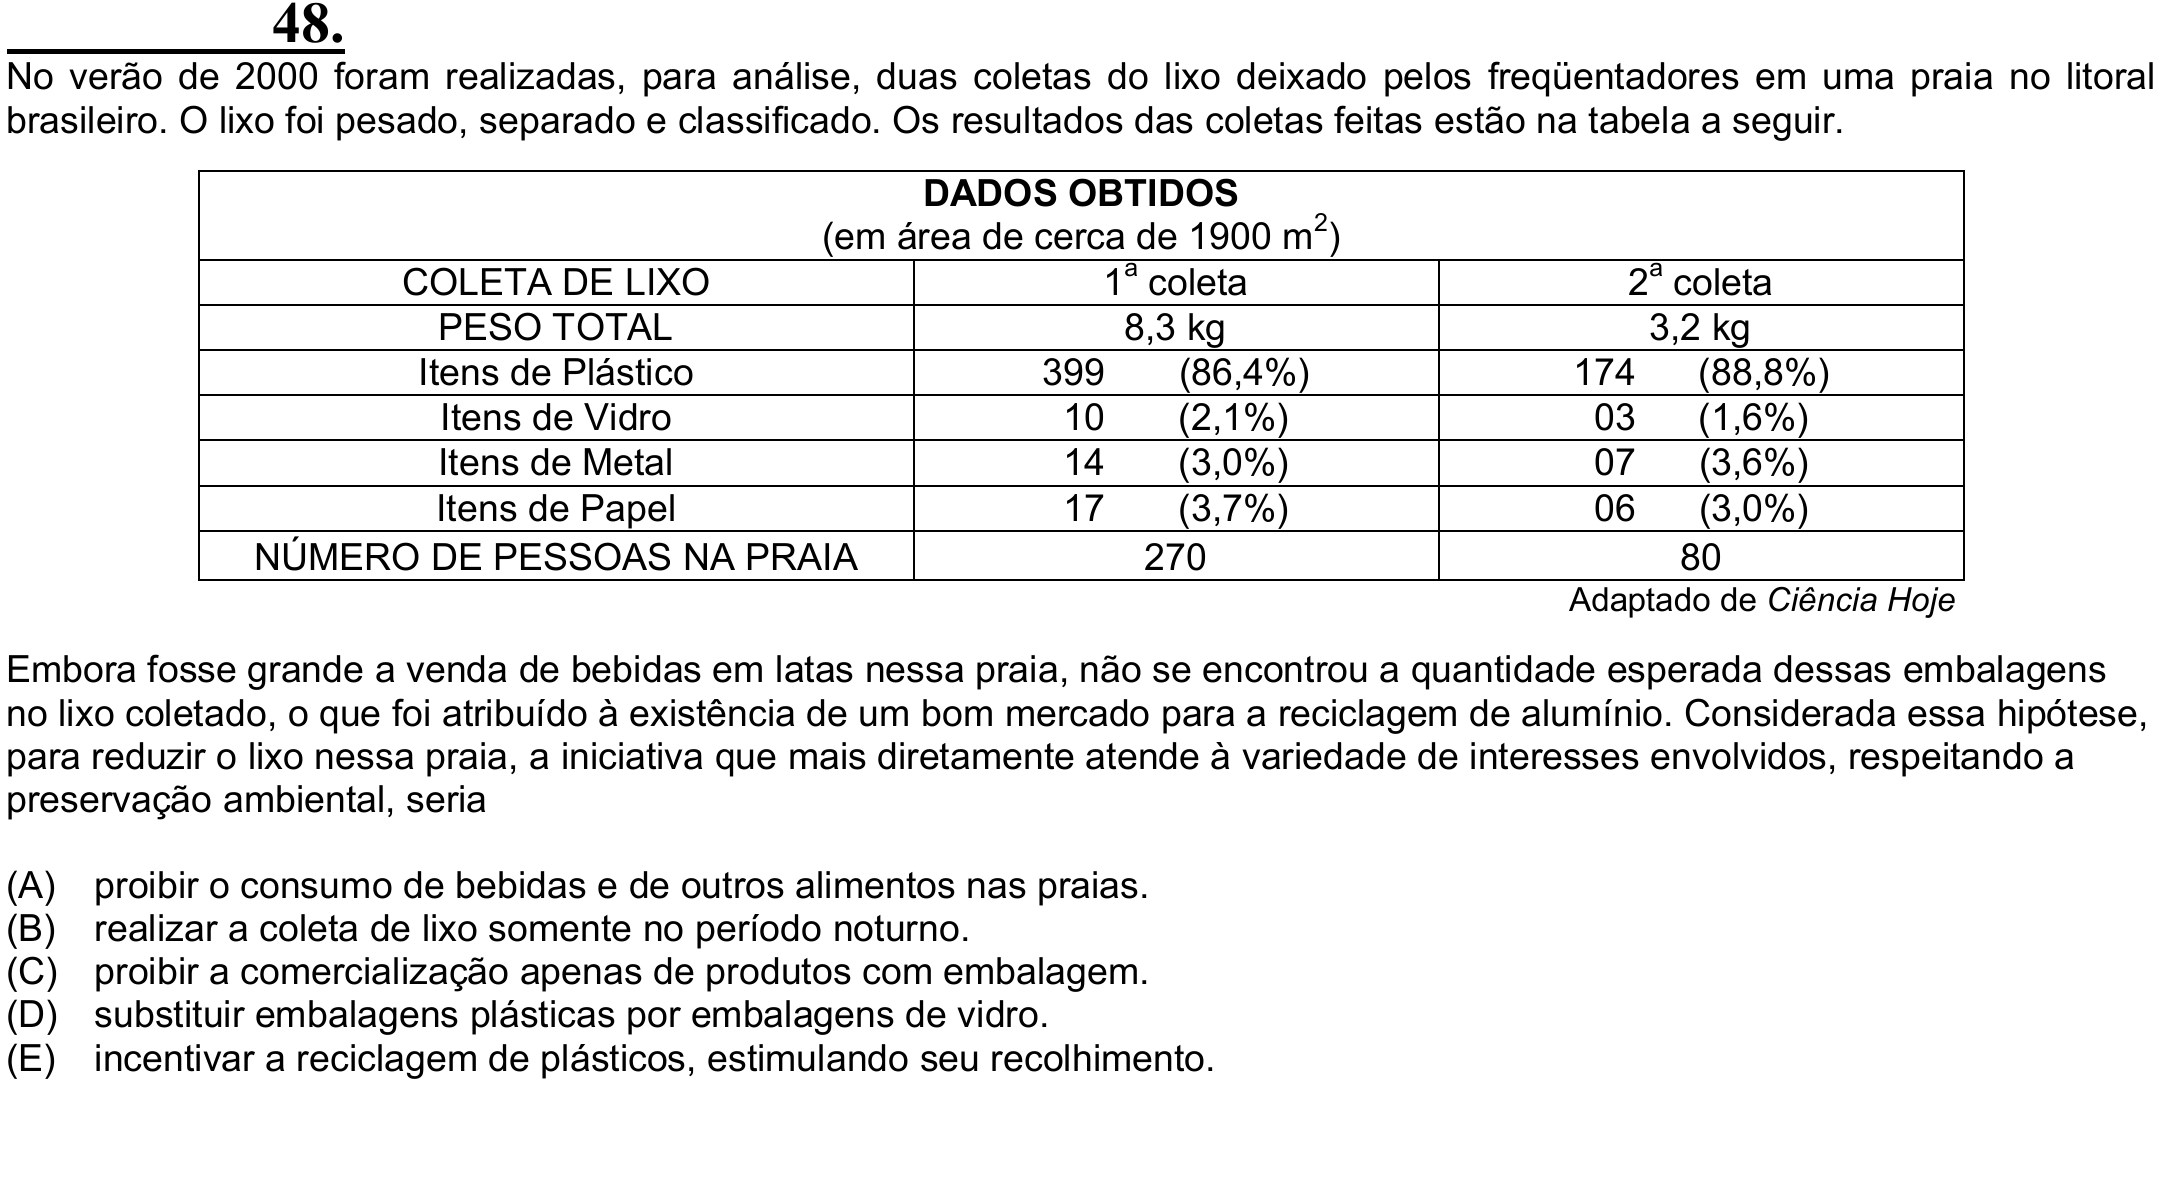 48.
No verão de 2000 foram realizadas, para análise, duas coletas do lixo deixado pelos freqüentadores em uma praia no litoral
brasileiro. O lixo foi pesado, separado e classificado. Os resultados das coletas feitas estão na tabela a seguir.
DADOS OBTIDOS
(em área de cerca de 1900 m²)
COLETA DE LIXO 1ª coleta 2ª coleta
PESO TOTAL 8,3 kg 3,2 kg
Itens de Plástico 399 (86,4%) 174 (88,8%)
Itens de Vidro 10 (2,1%) 03 (1,6%)
Itens de Metal 14 (3,0%) 07 (3,6%)
Itens de Papel 17 (3,7%) 06 (3,0%)
NÚMERO DE PESSOAS NA PRAIA 270 80
Adaptado de Ciência Hoje
Embora fosse grande a venda de bebidas em latas nessa praia, não se encontrou a quantidade esperada dessas embalagens
no lixo coletado, o que foi atribuído à existência de um bom mercado para a reciclagem de alumínio. Considerada essa hipótese,
para reduzir o lixo nessa praia, a iniciativa que mais diretamente atende à variedade de interesses envolvidos, respeitando a
preservação ambiental, seria
(A) proibir o consumo de bebidas e de outros alimentos nas praias.
(B) realizar a coleta de lixo somente no período noturno.
(C) proibir a comercialização apenas de produtos com embalagem.
(D) substituir embalagens plásticas por embalagens de vidro.
(E) incentivar a reciclagem de plásticos, estimulando seu recolhimento.